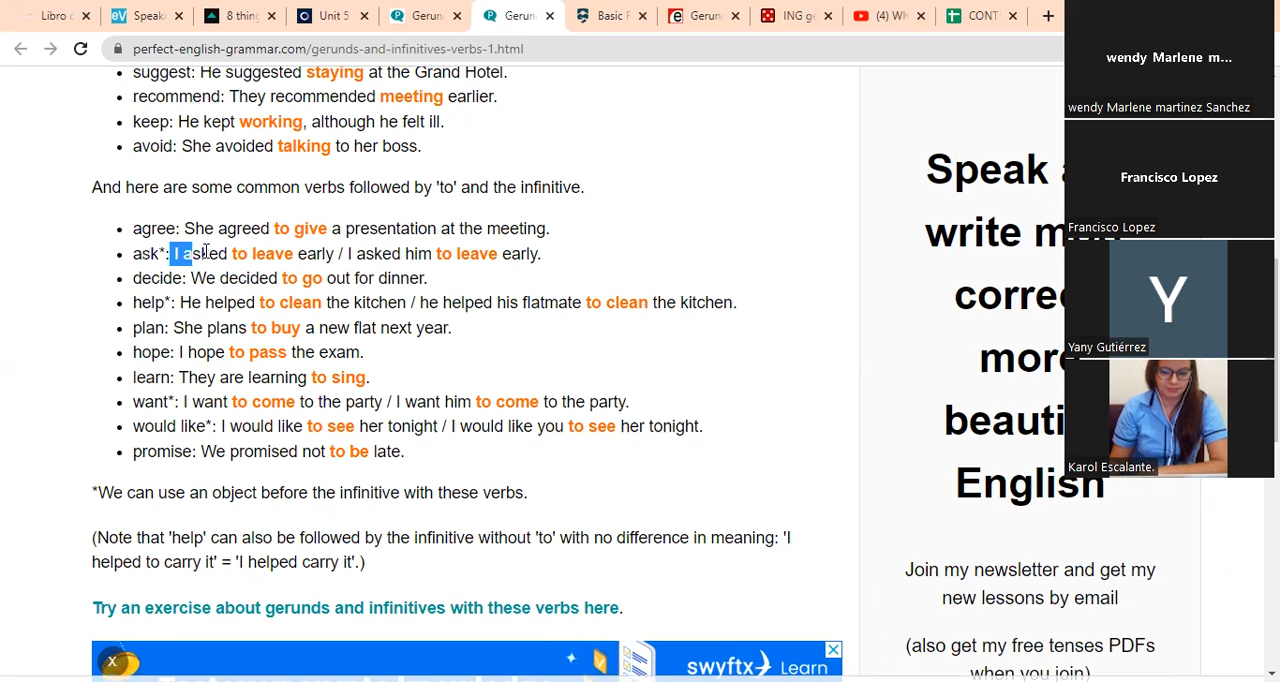 Libro c
Speaki
8 thing
Unit 5
Gerun
Gerun
Basic F
Gerun
ING ge
(4) Wh
CONT
perfect-english-grammar.com/gerunds-and-infinitives-verbs-1.html
suggest: He suggested staying at the Grand Hotel.
recommend: They recommended meeting earlier.
keep: He kept working, although he felt ill.
avoid: She avoided talking to her boss.
And here are some common verbs followed by 'to' and the infinitive.
agree: She agreed to give a presentation at the meeting.
ask*: I asked to leave early / I asked him to leave early.
decide: We decided to go out for dinner.
help*: He helped to clean the kitchen / he helped his flatmate to clean the kitchen.
plan: She plans to buy a new flat next year.
hope: I hope to pass the exam.
learn: They are learning to sing.
want*: I want to come to the party / I want him to come to the party.
would like*: I would like to see her tonight / I would like you to see her tonight.
promise: We promised not to be late.
*We can use an object before the infinitive with these verbs.
(Note that 'help' can also be followed by the infinitive without 'to' with no difference in meaning: 'I
helped to carry it' = 'I helped carry it'.)
Try an exercise about gerunds and infinitives with these verbs here.
X
swyftx Learn
Speak
write
more
English
Join my newsletter and get my
new lessons by email
(also get my free tenses PDFs
when you join)
wendy Marlene m...
wendy Marlene martinez Sanchez
Francisco Lopez
Francisco Lopez
Y
Yany Gutiérrez
Karol Escalante.